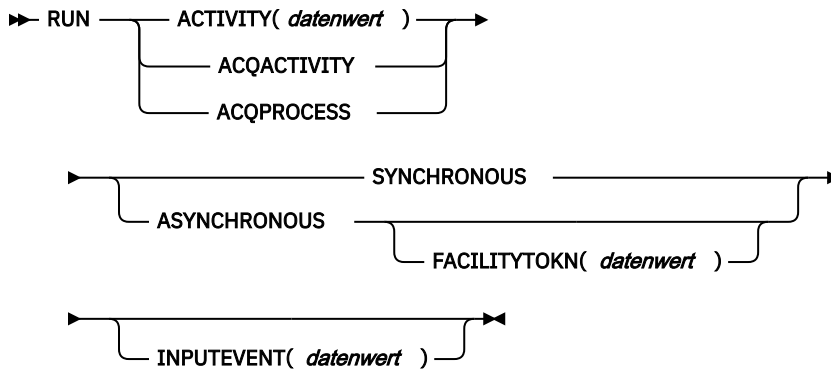 RUN ACTIVITY( datenwert )
ACQACTIVITY
ACQPROCESS
SYNCHRONOUS
ASYNCHRONOUS
FACILITYTOKN( datenwert )
INPUTEVENT( datenwert )